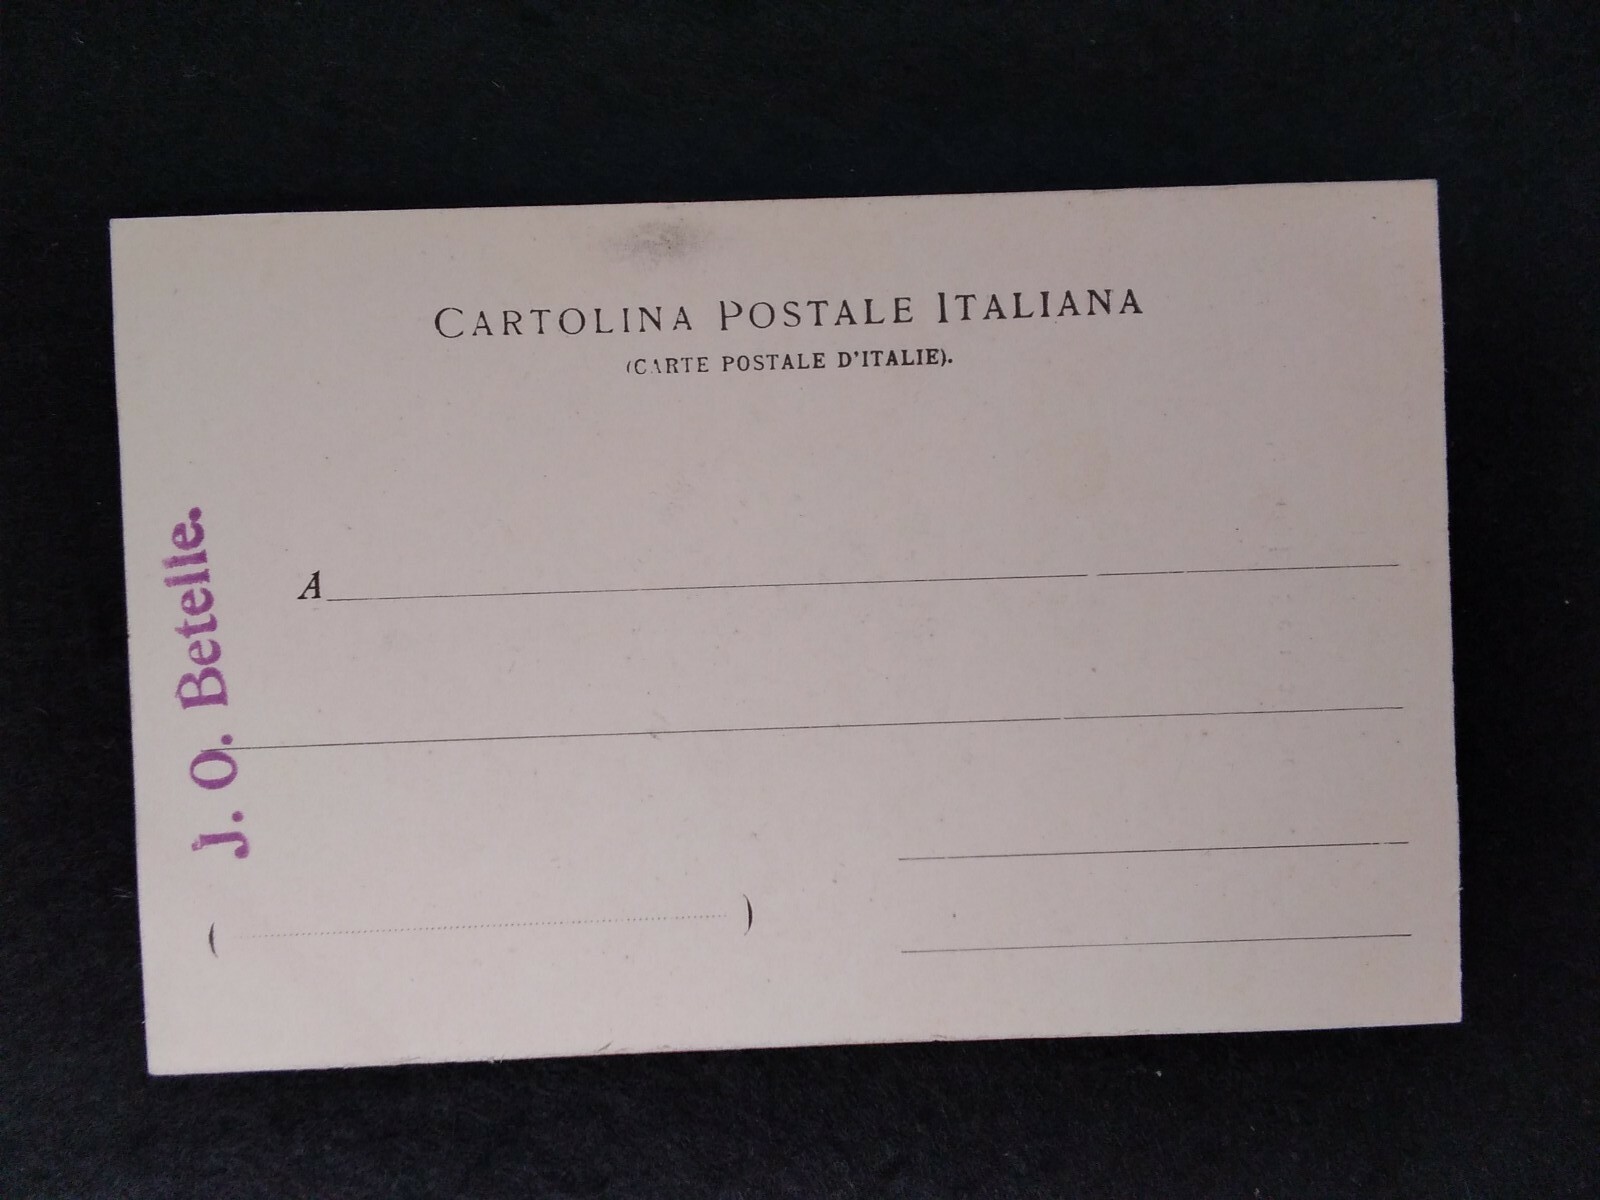 CARTOLINA POSTALE ITALIANA
(CARTE POSTALE D'ITALIE).
A
( )
J. O. Betelle.